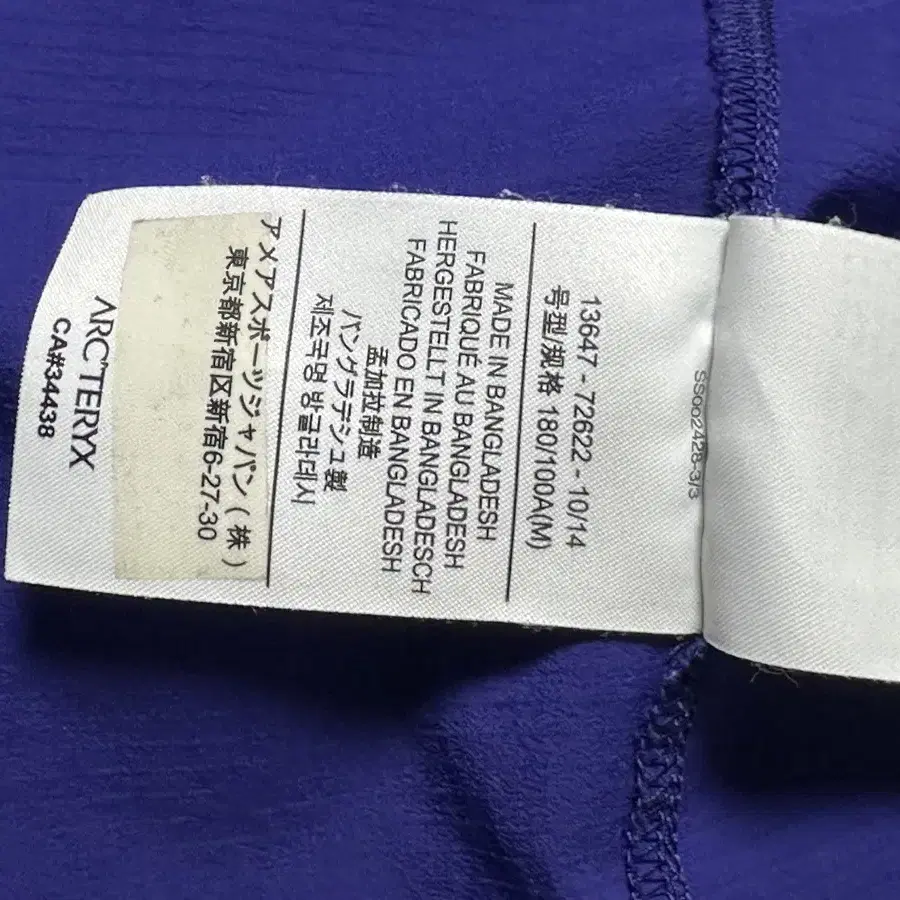 SS002428-3/3
13647 - 72622 - 10/14
号型/规格 180/100A(M)
MADE IN BANGLADESH
FABRIQUÉ AU BANGLADESH
HERGESTELLT IN BANGLADESCH
FABRICADO EN BANGLADESH
孟加拉制造
バングラデシュ製
제조국명 방글라데시
アメアスポーツジャパン(株)
東京都新宿区新宿6-27-30
ARC'TERYX
CA#34438